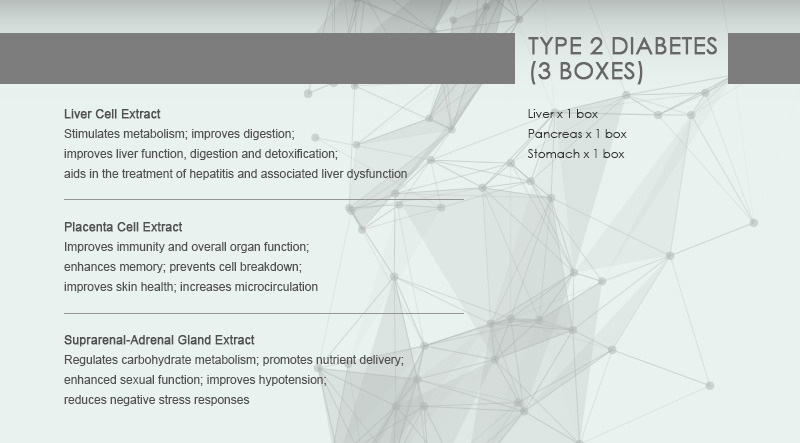 TYPE 2 DIABETES
(3 BOXES)
Liver Cell Extract
Stimulates metabolism; improves digestion;
improves liver function, digestion and detoxification;
aids in the treatment of hepatitis and associated liver dysfunction
Placenta Cell Extract
Improves immunity and overall organ function;
enhances memory; prevents cell breakdown;
improves skin health; increases microcirculation
Suprarenal-Adrenal Gland Extract
Regulates carbohydrate metabolism; promotes nutrient delivery;
enhanced sexual function; improves hypotension;
reduces negative stress responses
Liver x 1 box
Pancreas x 1 box
Stomach x 1 box